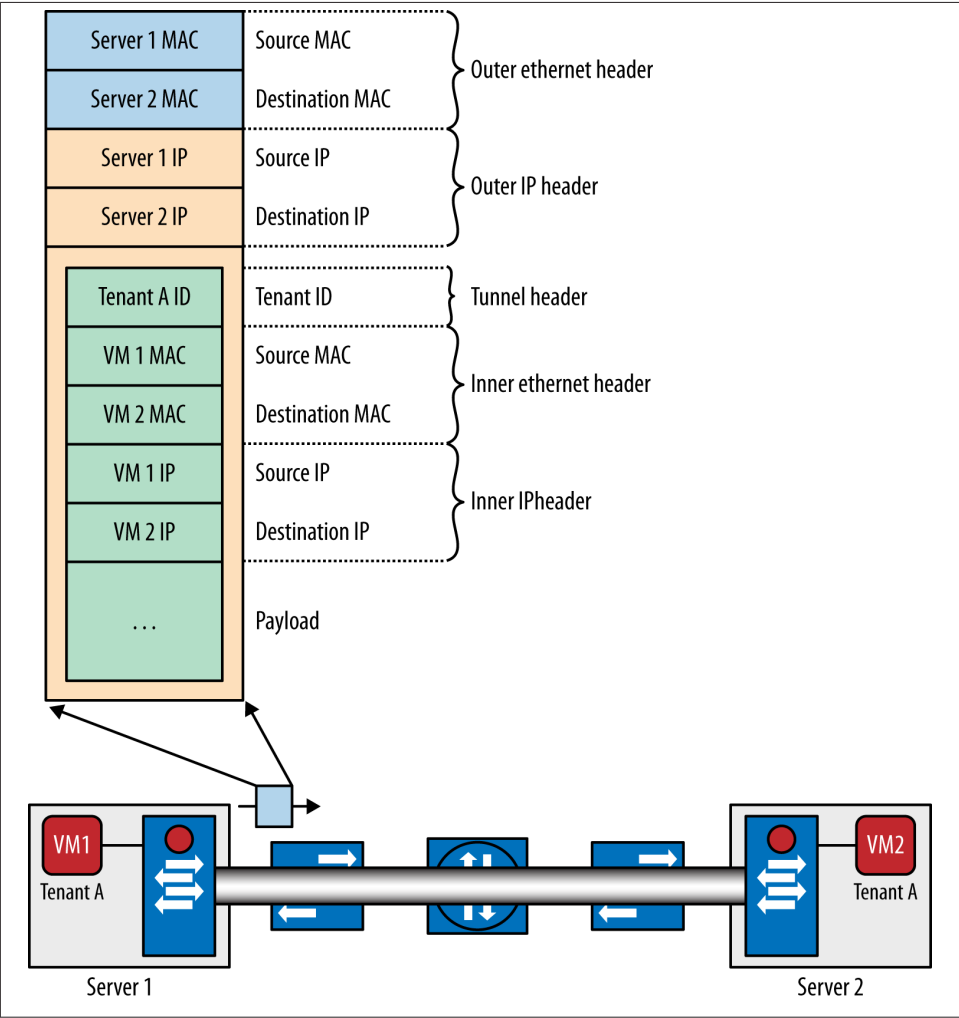 Server 1 MAC
Source MAC
Outer ethernet header
Server 2 MAC
Destination MAC
Server 1 IP
Source IP
Outer IP header
Server 2 IP
Destination IP
Tenant A ID
Tenant ID
Tunnel header
VM 1 MAC
Source MAC
Inner ethernet header
VM 2 MAC
Destination MAC
VM 1 IP
Source IP
Inner IPheader
VM 2 IP
Destination IP
...
Payload
VM1
Tenant A
Server 1
VM2
Tenant A
Server 2